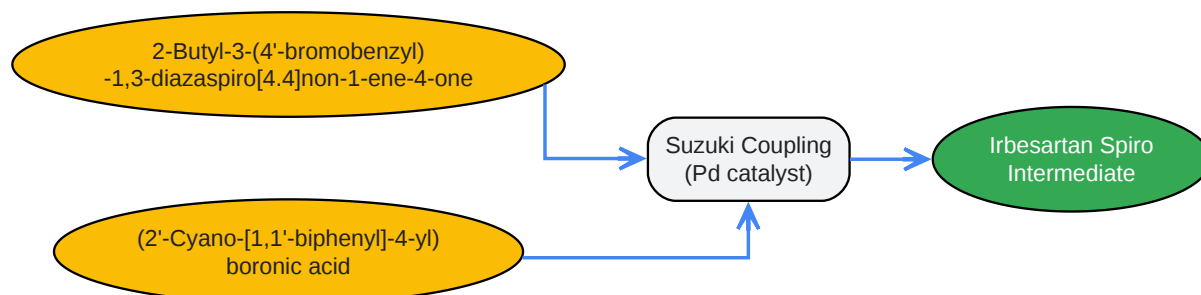 2-Butyl-3-(4'-bromobenzyl)
-1,3-diazaspiro[4.4]non-1-ene-4-one
Suzuki Coupling
(Pd catalyst)
Irbesartan Spiro
Intermediate
(2'-Cyano-[1,1'-biphenyl]-4-yl)
boronic acid